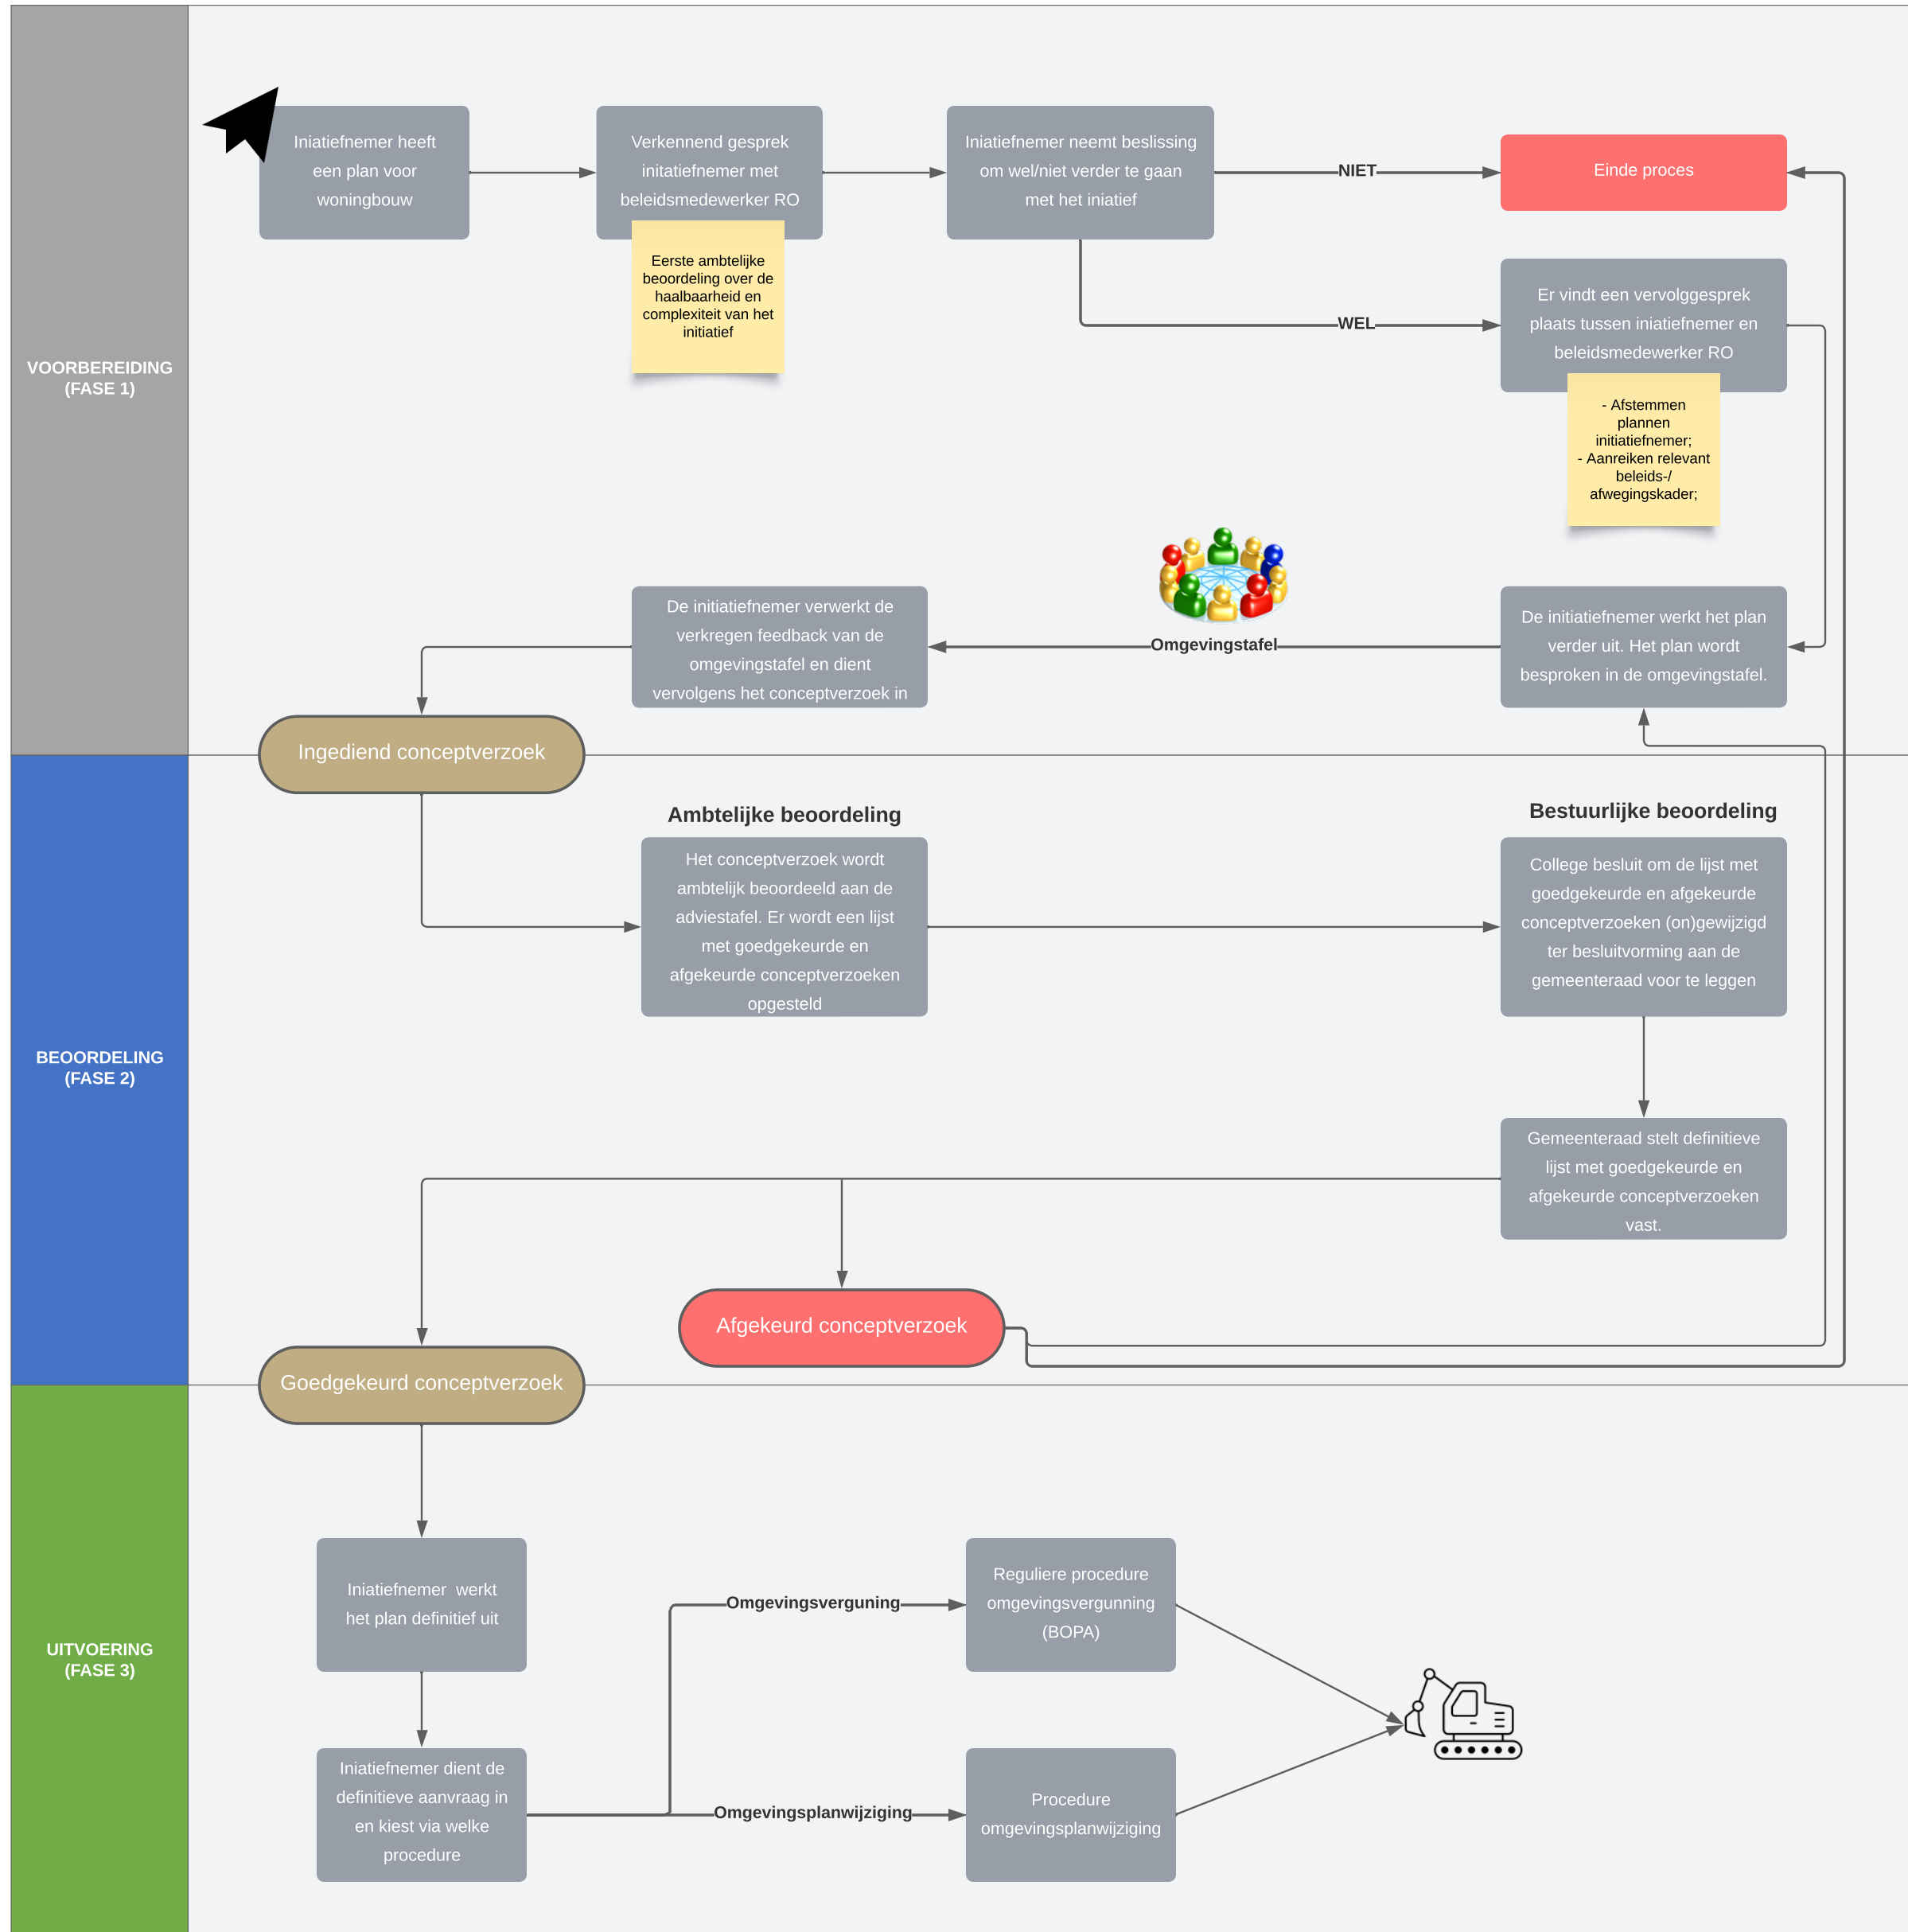 VOORBEREIDING
(FASE 1)
Iniatiefnemer heeft
een plan voor
woningbouw
Verkennend gesprek
initatiefnemer met
beleidsmedewerker RO
Eerste ambtelijke
beoordeling over de
haalbaarheid en
complexiteit van het
initiatief
Iniatiefnemer neemt beslissing
om wel/niet verder te gaan
met het iniatief
NIET
Einde proces
WEL
Er vindt een vervolggesprek
plaats tussen iniatiefnemer en
beleidsmedewerker RO
- Afstemmen
plannen
initiatiefnemer;
- Aanreiken relevant
beleids-/
afwegingskader;
De initiatiefnemer werkt het plan
verder uit. Het plan wordt
besproken in de omgevingstafel.
Omgevingstafel
De initiatiefnemer verwerkt de
verkregen feedback van de
omgevingstafel en dient
vervolgens het conceptverzoek in
Ingediend conceptverzoek
BEOORDELING
(FASE 2)
Ambtelijke beoordeling
Het conceptverzoek wordt
ambtelijk beoordeeld aan de
adviestafel. Er wordt een lijst
met goedgekeurde en
afgekeurde conceptverzoeken
opgesteld
Bestuurlijke beoordeling
College besluit om de lijst met
goedgekeurde en afgekeurde
conceptverzoeken (on)gewijzigd
ter besluitvorming aan de
gemeenteraad voor te leggen
Gemeenteraad stelt definitieve
lijst met goedgekeurde en
afgekeurde conceptverzoeken
vast.
Afgekeurd conceptverzoek
Goedgekeurd conceptverzoek
UITVOERING
(FASE 3)
Iniatiefnemer  werkt
het plan definitief uit
Iniatiefnemer dient de
definitieve aanvraag in
en kiest via welke
procedure
Omgevingsverguning
Reguliere procedure
omgevingsvergunning
(BOPA)
Omgevingsplanwijziging
Procedure
omgevingsplanwijziging